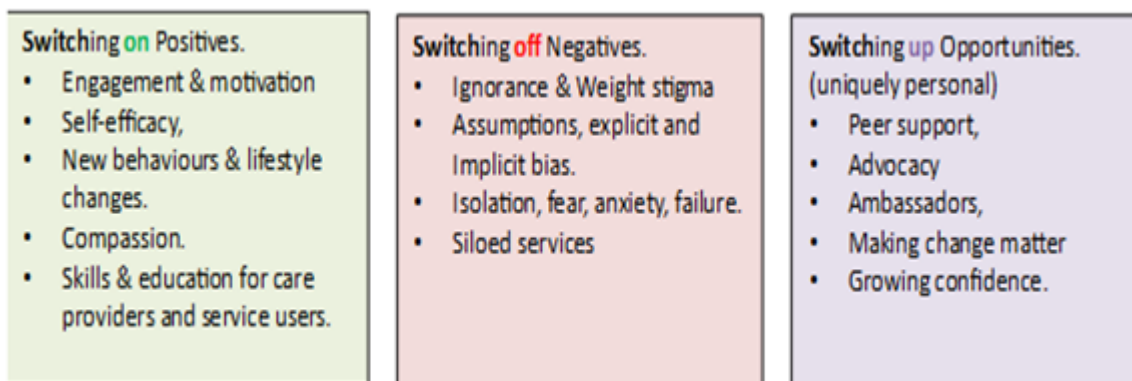 Switching on Positives.
• Engagement & motivation
• Self-efficacy,
• New behaviours & lifestyle
changes.
• Compassion.
• Skills & education for care
providers and service users.
Switching off Negatives.
• Ignorance & Weight stigma
• Assumptions, explicit and
Implicit bias.
• Isolation, fear, anxiety, failure.
• Siloed services
Switching up Opportunities.
(uniquely personal)
• Peer support,
• Advocacy
• Ambassadors,
• Making change matter
• Growing confidence.